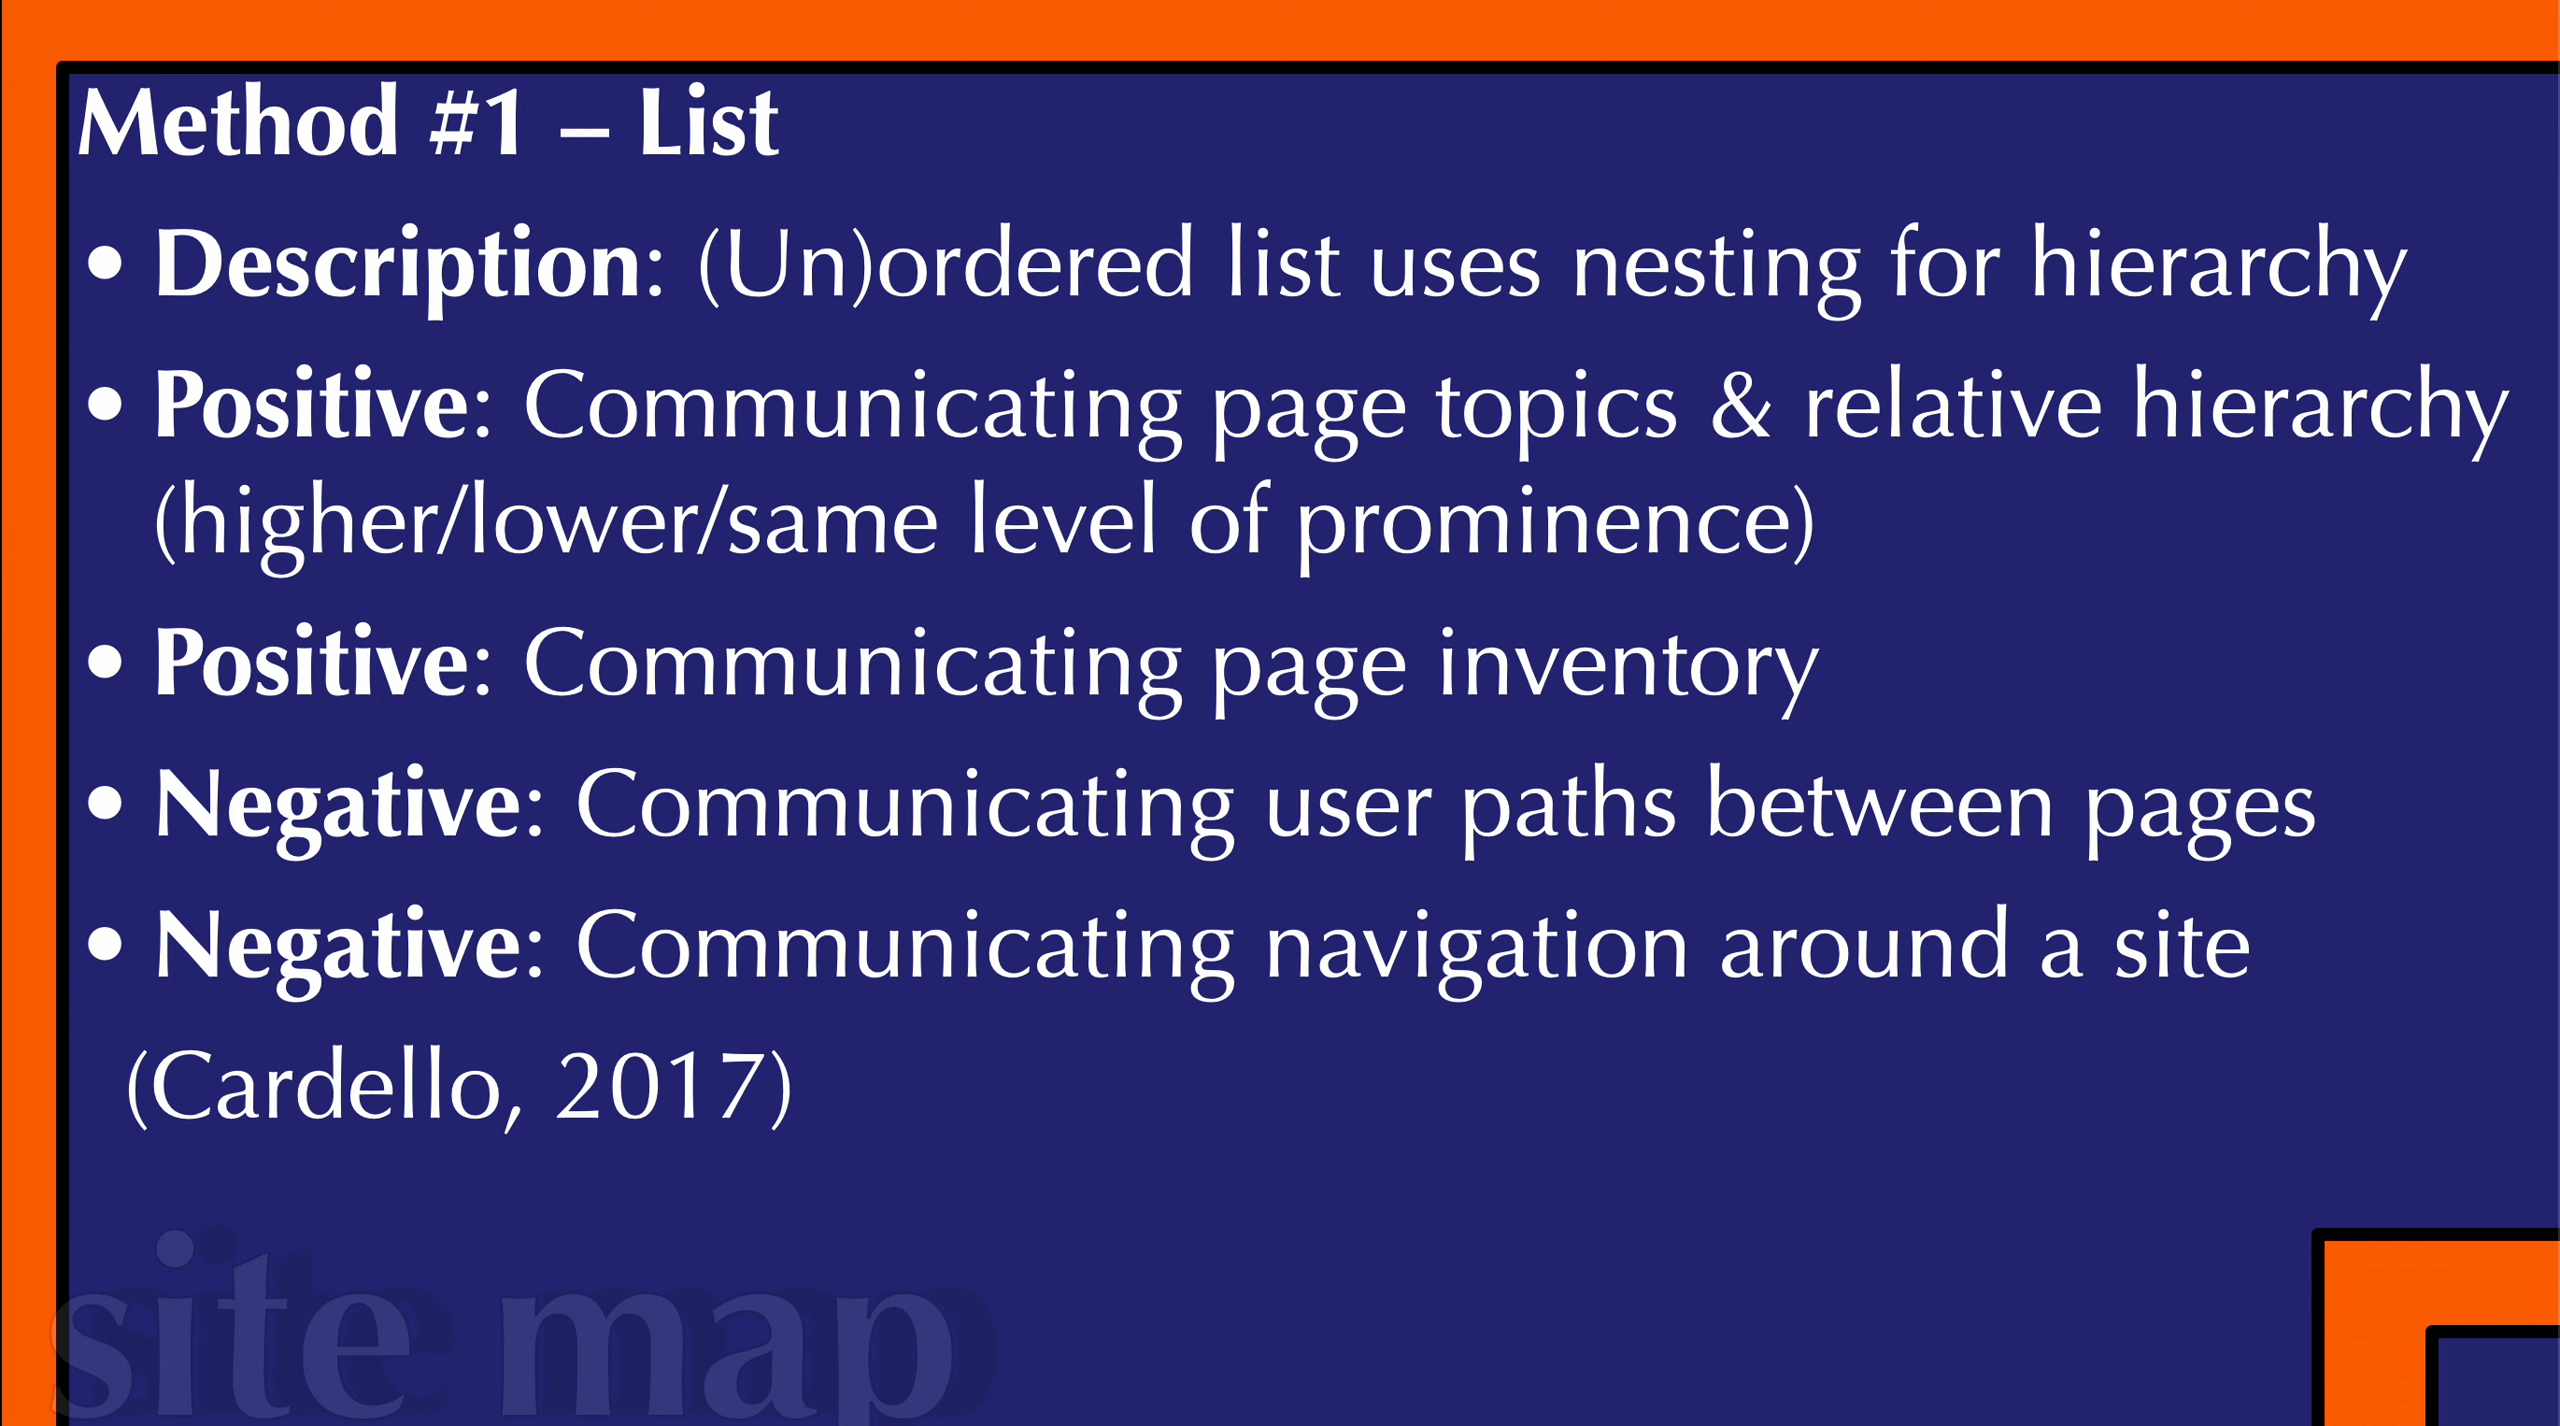 Method #1 – List
• Description: (Un)ordered list uses nesting for hierarchy
• Positive: Communicating page topics & relative hierarchy
(higher/lower/same level of prominence)
• Positive: Communicating page inventory
• Negative: Communicating user paths between pages
• Negative: Communicating navigation around a site
(Cardello, 2017)
site map